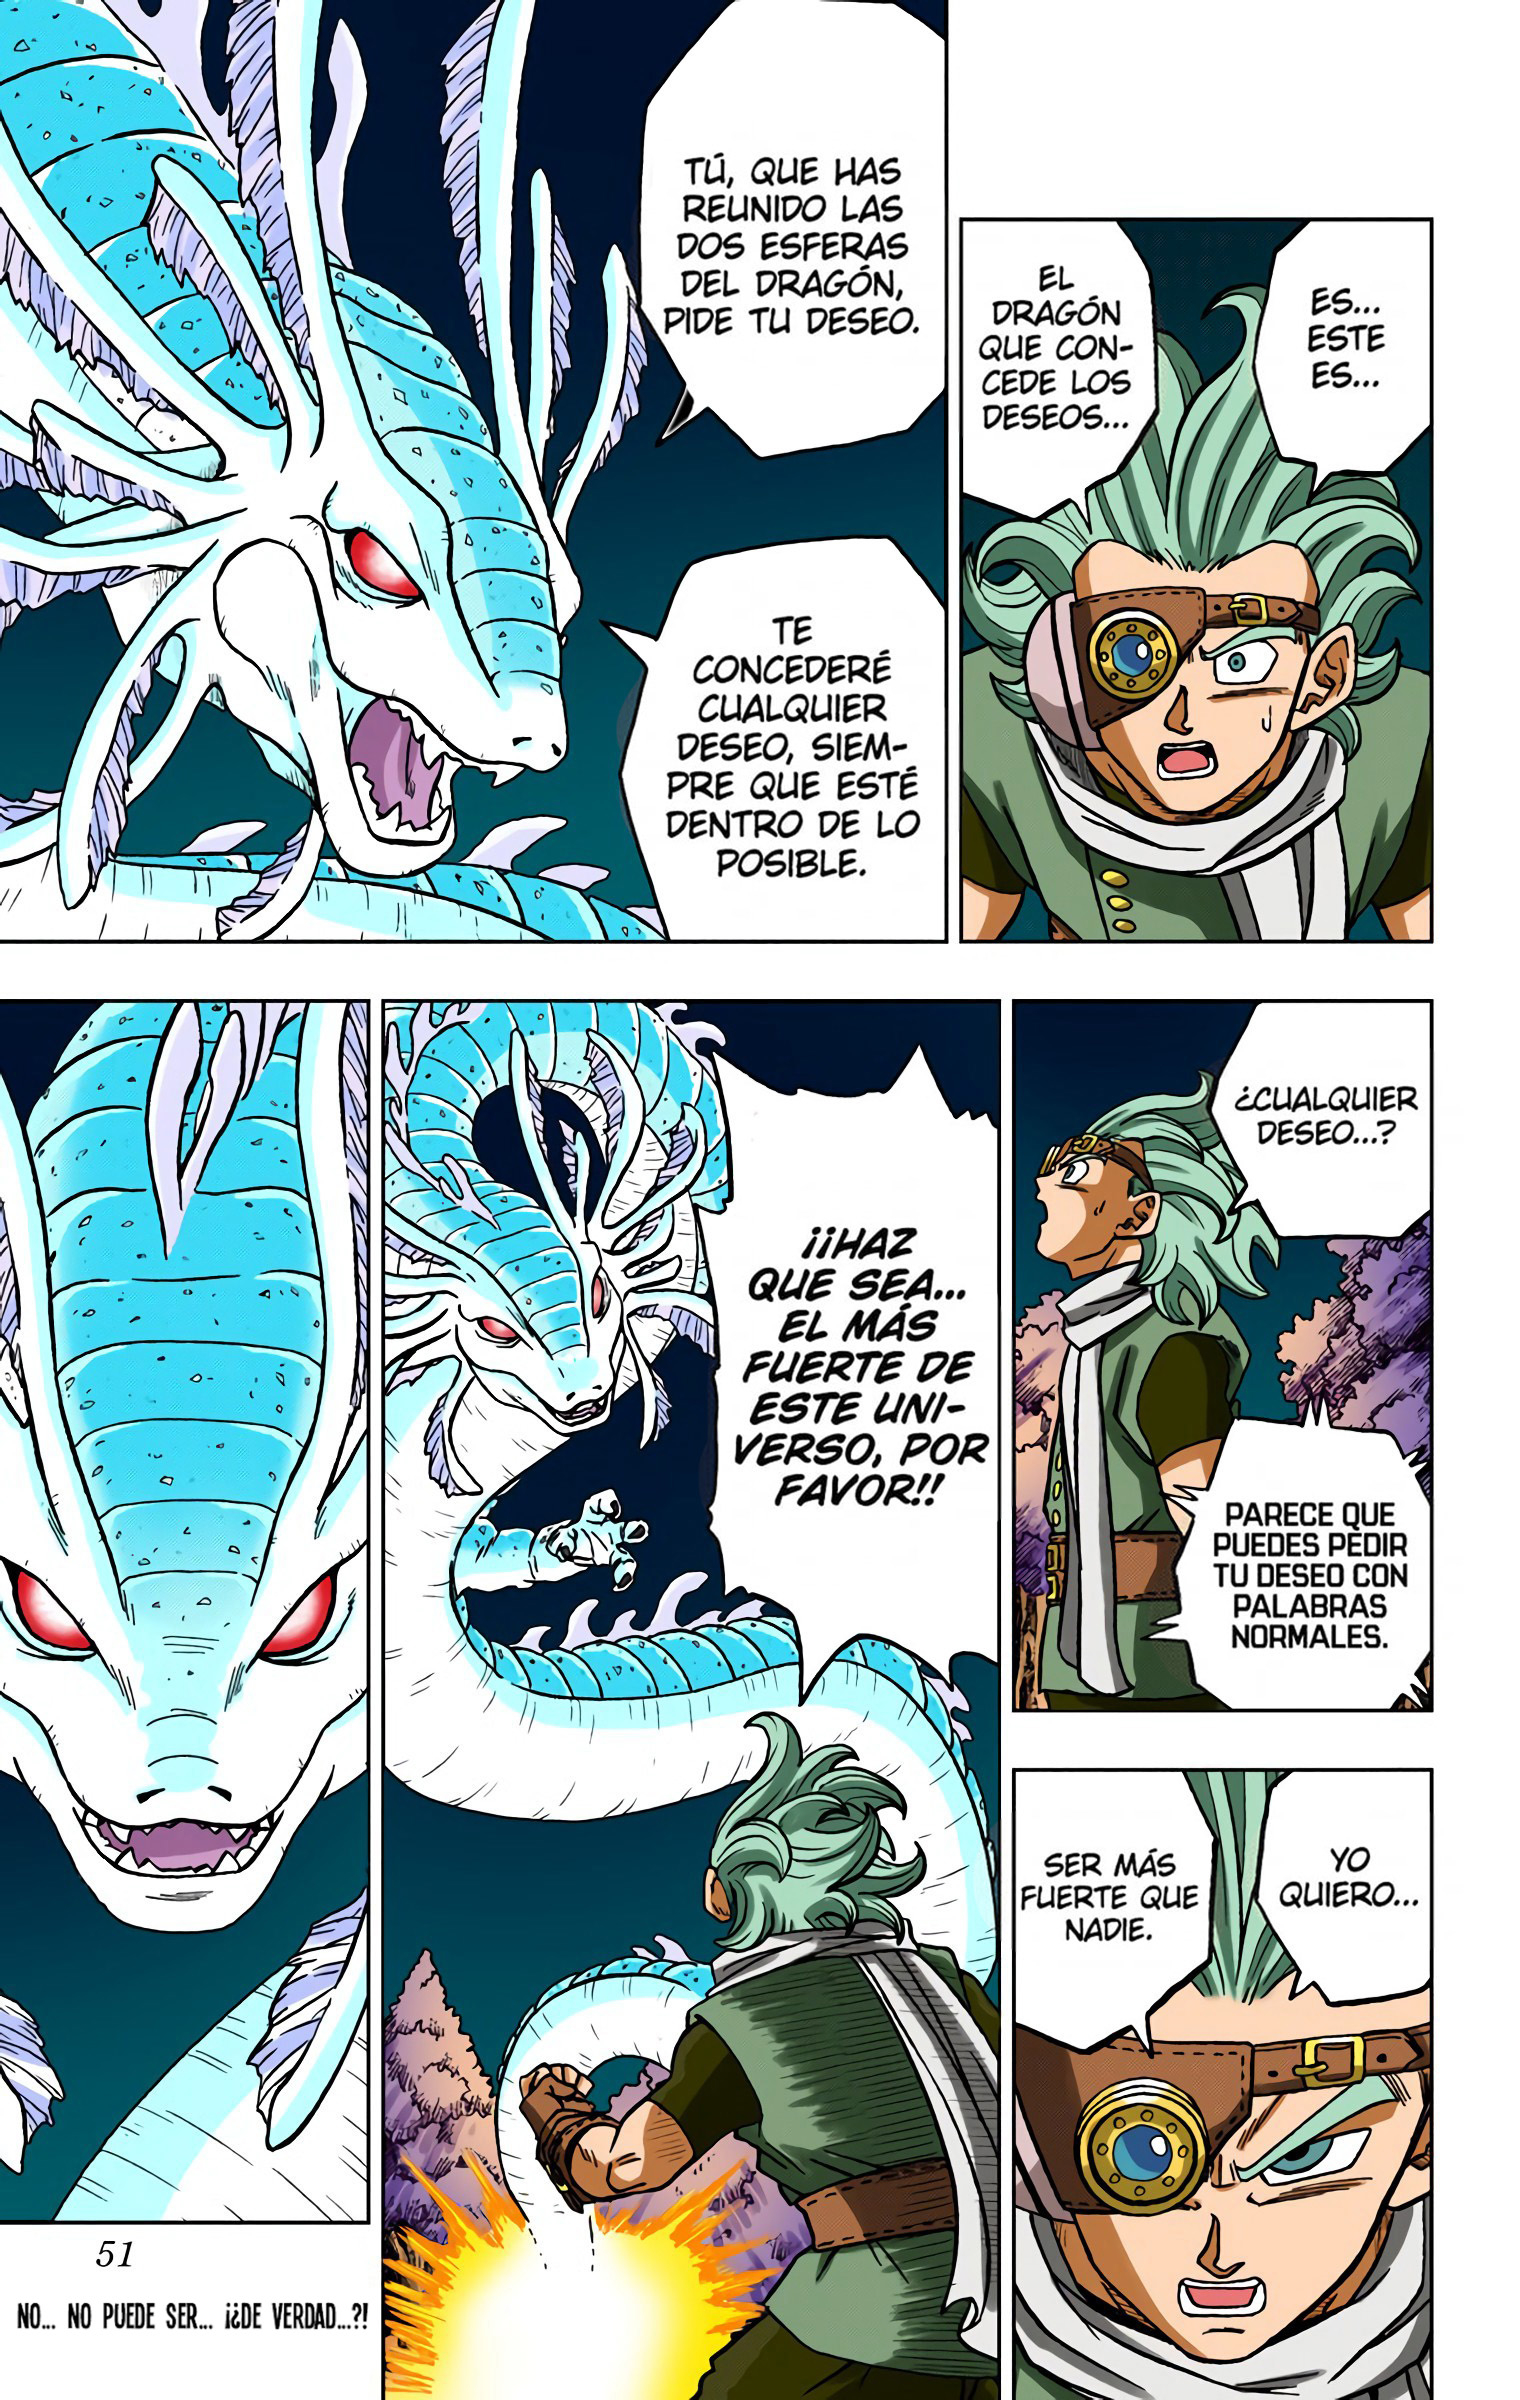 ES...
ESTE
ES...
EL
DRAGÓN
QUE CON-
CEDE LOS
DESEOS...
TÚ, QUE HAS
REUNIDO LAS
DOS ESFERAS
DEL DRAGÓN,
PIDE TU DESEO.
TE
CONCEDERÉ
CUALQUIER
DESEO, SIEM-
PRE QUE ESTÉ
DENTRO DE LO
POSIBLE.
¿CUALQUIER
DESEO...?
PARECE QUE
PUEDES PEDIR
TU DESEO CON
PALABRAS
NORMALES.
YO
QUIERO...
SER MÁS
FUERTE QUE
NADIE.
¡¡HAZ
QUE SEA...
EL MÁS
FUERTE DE
ESTE UNI-
VERSO, POR
FAVOR!!
51
NO... NO PUEDE SER... ¡¿DE VERDAD...?!